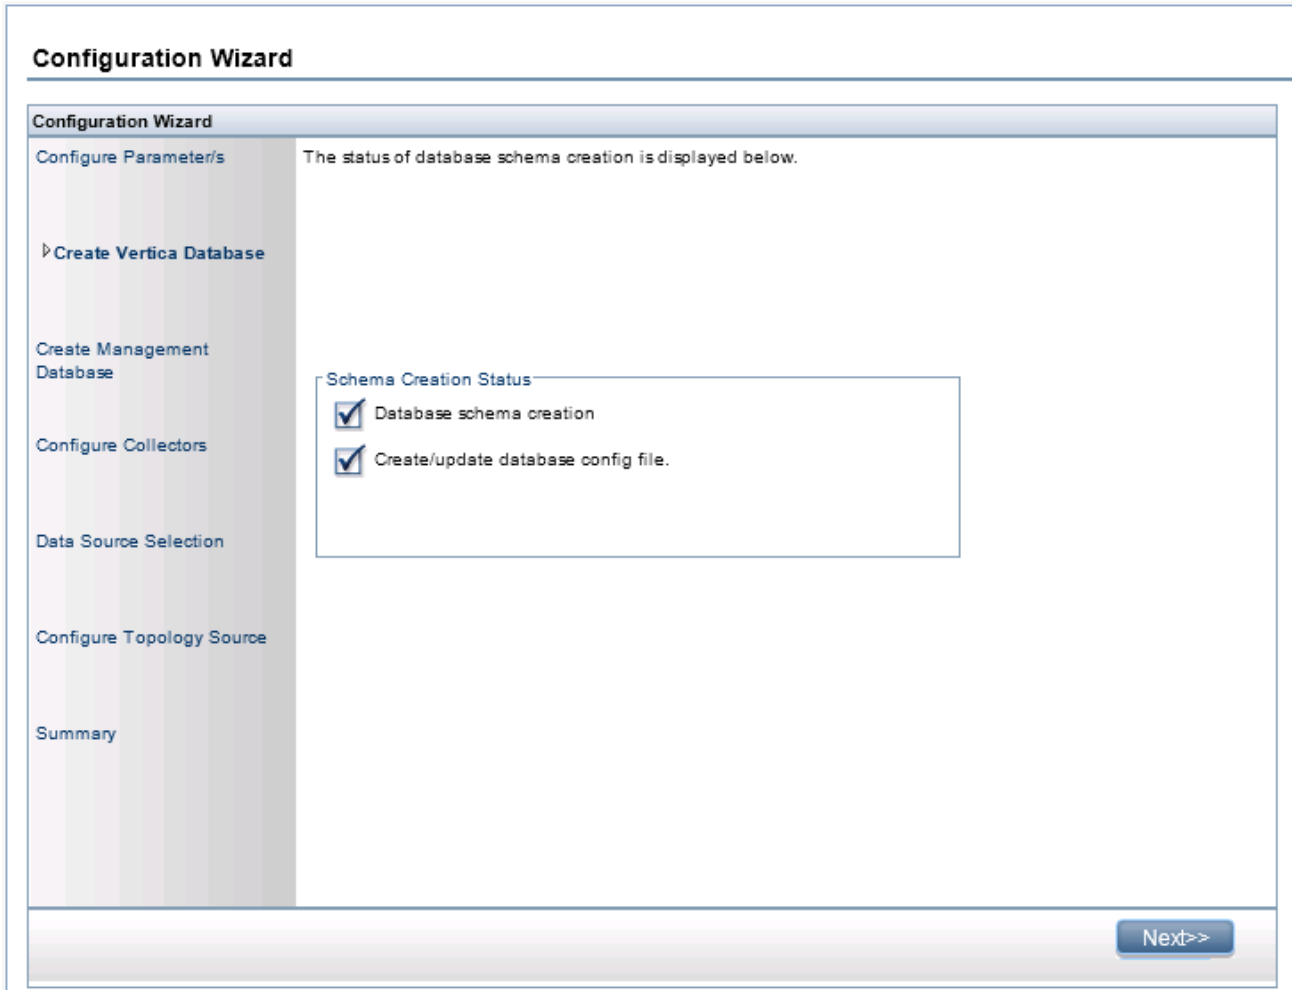 Configuration Wizard
Configuration Wizard
Configure Parameter/s
The status of database schema creation is displayed below.
Create Vertica Database
Create Management
Database
Configure Collectors
Data Source Selection
Configure Topology Source
Summary
Schema Creation Status
Database schema creation
Create/update database config file.
Next>>